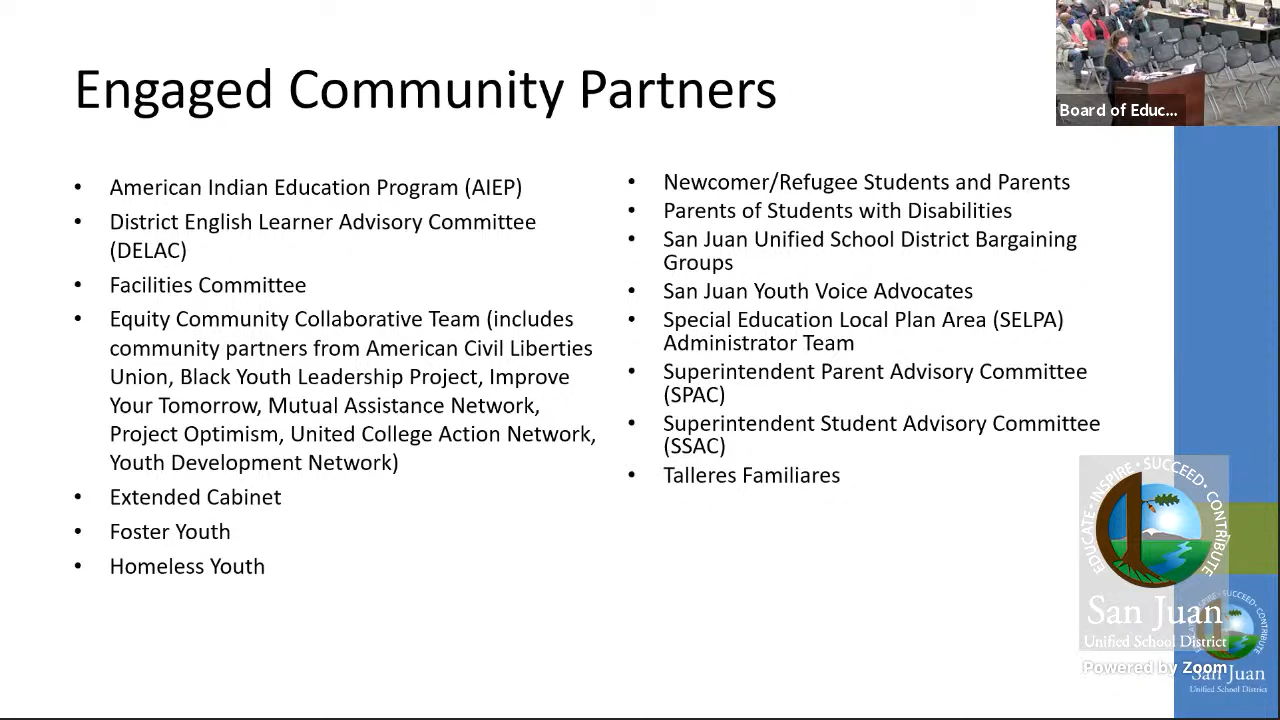 Engaged Community Partners
Board of Educ...
• American Indian Education Program (AIEP)
• District English Learner Advisory Committee
(DELAC)
• Facilities Committee
• Equity Community Collaborative Team (includes
community partners from American Civil Liberties
Union, Black Youth Leadership Project, Improve
Your Tomorrow, Mutual Assistance Network,
Project Optimism, United College Action Network,
Youth Development Network)
• Extended Cabinet
• Foster Youth
• Homeless Youth
• Newcomer/Refugee Students and Parents
• Parents of Students with Disabilities
• San Juan Unified School District Bargaining
Groups
• San Juan Youth Voice Advocates
• Special Education Local Plan Area (SELPA)
Administrator Team
• Superintendent Parent Advisory Committee
(SPAC)
• Superintendent Student Advisory Committee
(SSAC)
• Talleres Familiares
EDUCATE • INSPIRE • SUCCEED • CONTRIBUTE
San Juan
Unified School District
Powered by Zoom
SUCCEED • CONTRIBUTE
San Juan
Unified School District